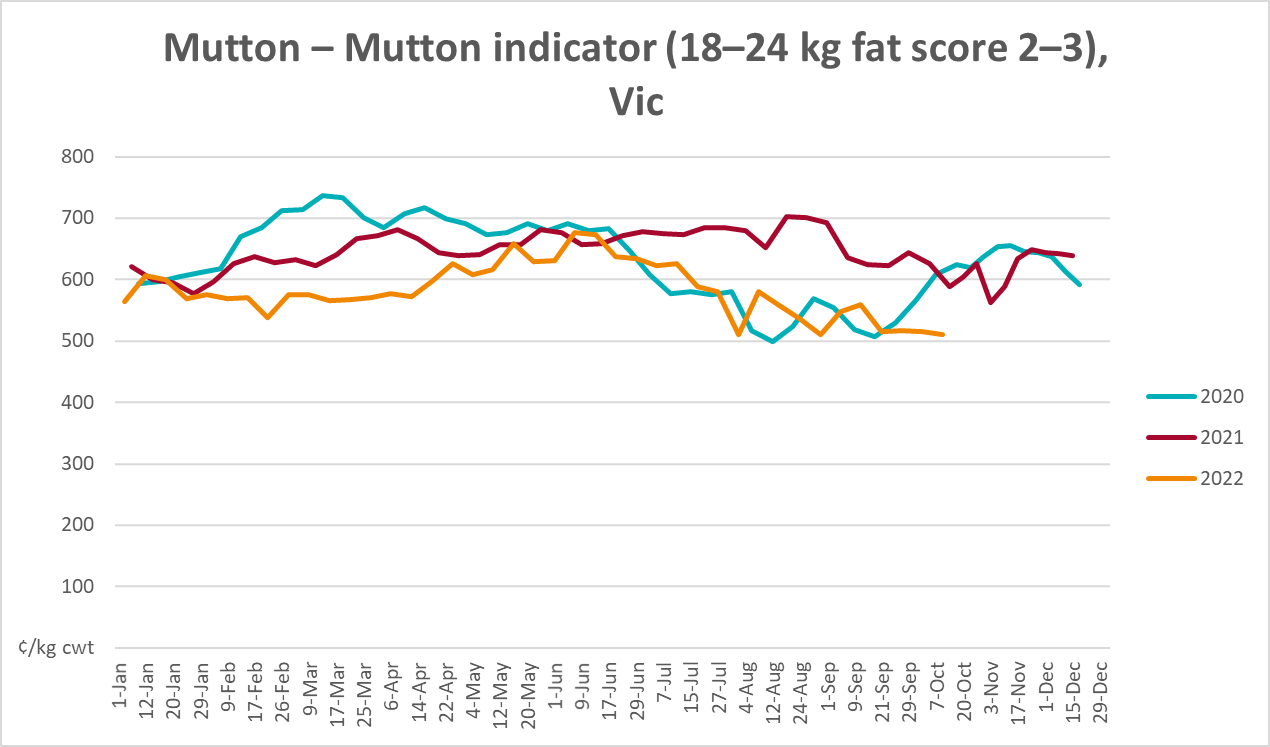 Mutton – Mutton indicator (18–24 kg fat score 2–3),
Vic
800
700
600
500
400
300
200
100
¢/kg cwt
1-Jan
12-Jan
20-Jan
29-Jan
9-Feb
17-Feb
26-Feb
9-Mar
17-Mar
25-Mar
6-Apr
14-Apr
22-Apr
4-May
12-May
20-May
1-Jun
9-Jun
17-Jun
29-Jun
7-Jul
15-Jul
27-Jul
4-Aug
12-Aug
24-Aug
1-Sep
9-Sep
21-Sep
29-Sep
7-Oct
20-Oct
3-Nov
17-Nov
1-Dec
15-Dec
29-Dec
2020
2021
2022